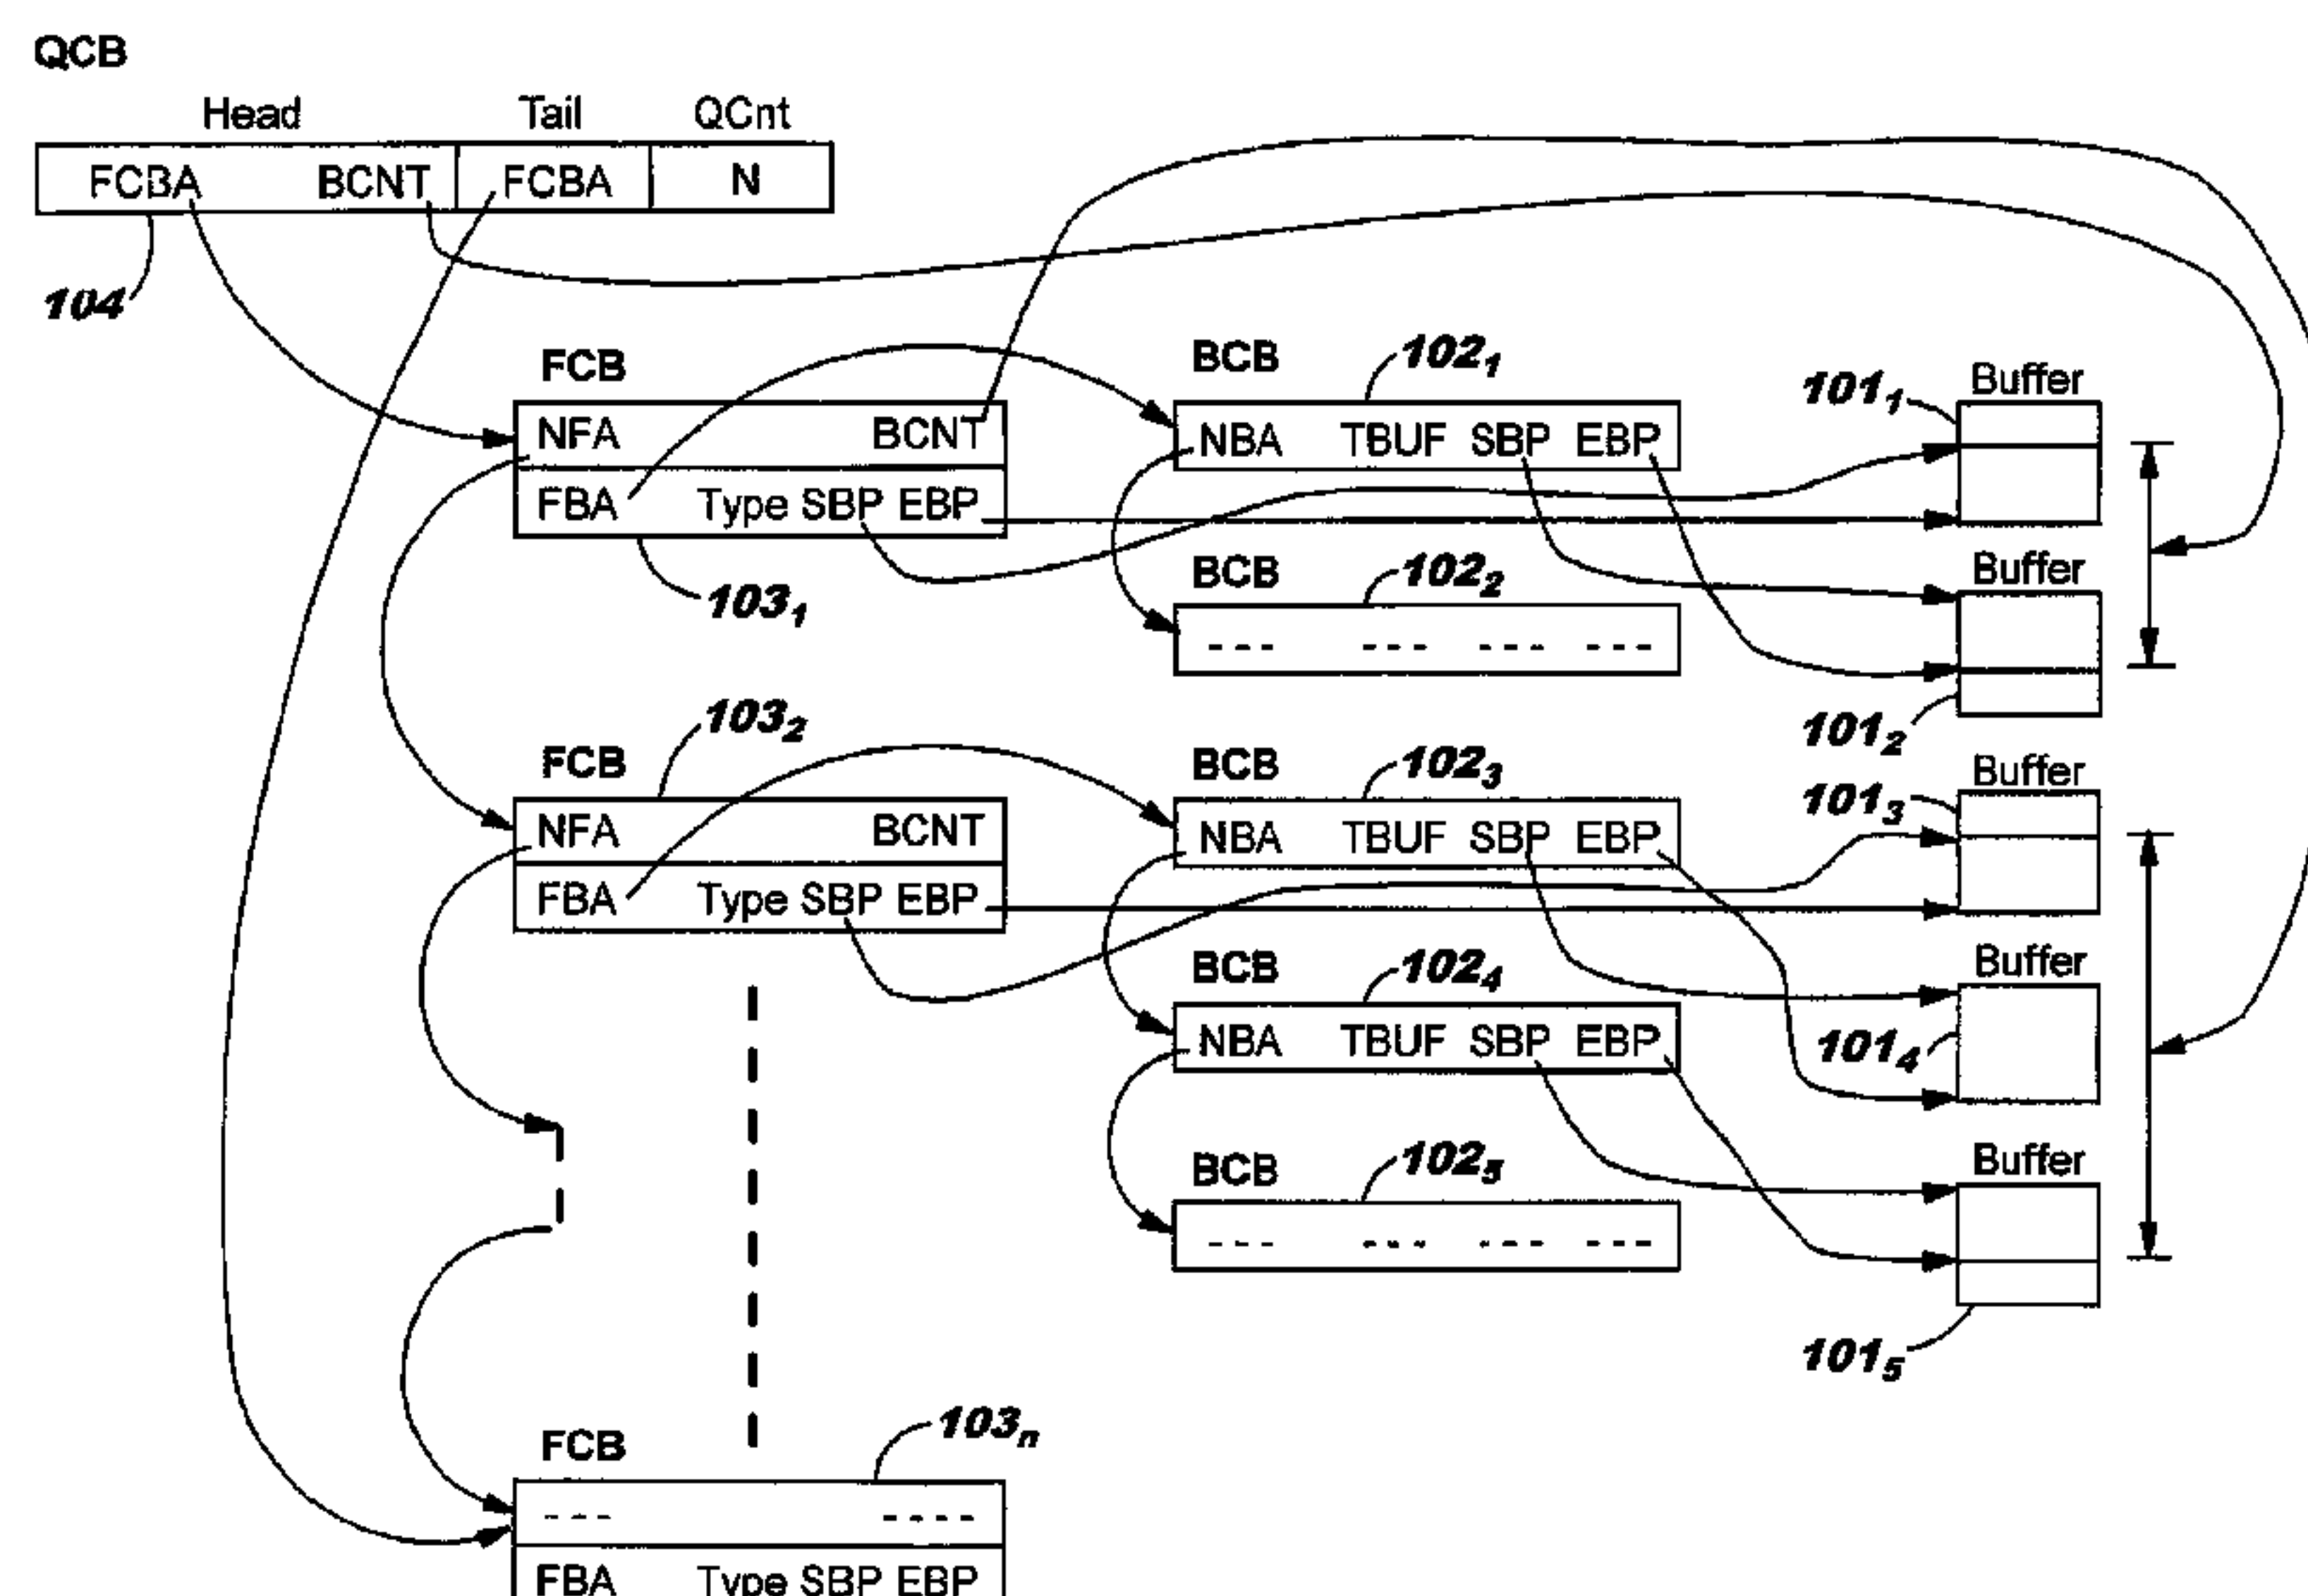 QCB
Head Tail QCnt
FCBA BCNT FCBA N
104
FCB BCB 102₁ 101₁ Buffer
NFA BCNT
NBA TBUF SBP EBP
FBA Type SBP EBP
103₁
BCB 102₂ Buffer
--- --- --- ---
101₂
103₂
FCB BCB 102₃ Buffer
101₃
NFA BCNT
NBA TBUF SBP EBP
FBA Type SBP EBP
BCB 102₄ Buffer
NBA TBUF SBP EBP
101₄
BCB 102₅ Buffer
--- --- --- ---
101₅
FCB 103ₙ
--- ----
FBA Type SBP EBP